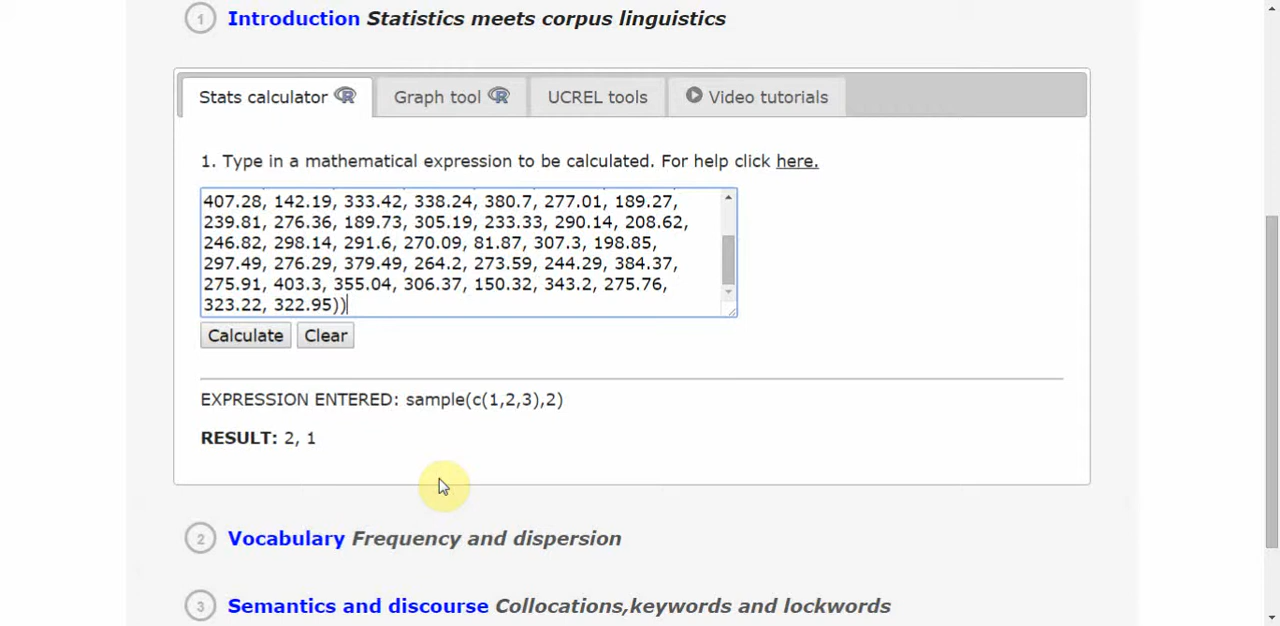 1 Introduction Statistics meets corpus linguistics
Stats calculator R Graph tool R UCREL tools Video tutorials
1. Type in a mathematical expression to be calculated. For help click here.
407.28, 142.19, 333.42, 338.24, 380.7, 277.01, 189.27,
239.81, 276.36, 189.73, 305.19, 233.33, 290.14, 208.62,
246.82, 298.14, 291.6, 270.09, 81.87, 307.3, 198.85,
297.49, 276.29, 379.49, 264.2, 273.59, 244.29, 384.37,
275.91, 403.3, 355.04, 306.37, 150.32, 343.2, 275.76,
323.22, 322.95))
Calculate Clear
EXPRESSION ENTERED: sample(c(1,2,3),2)
RESULT: 2, 1
2 Vocabulary Frequency and dispersion
3 Semantics and discourse Collocations,keywords and lockwords